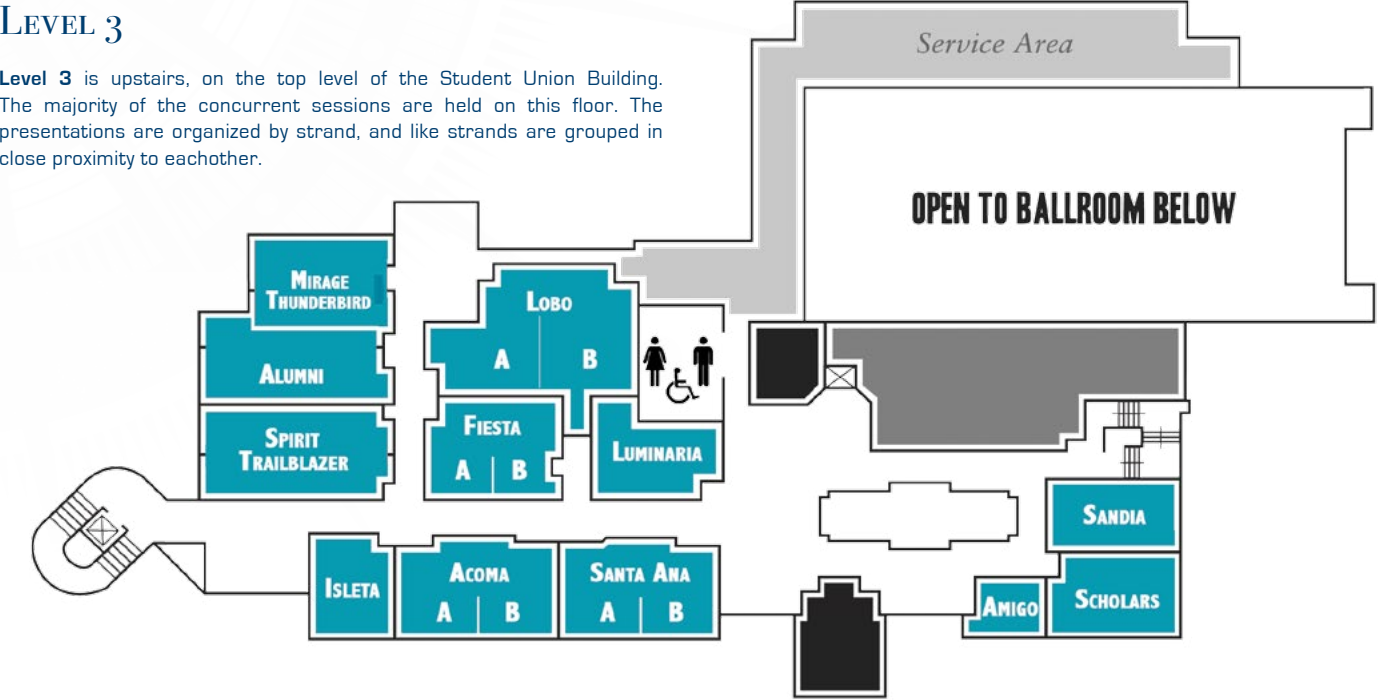 LEVEL 3
Level 3 is upstairs, on the top level of the Student Union Building.
The majority of the concurrent sessions are held on this floor. The
presentations are organized by strand, and like strands are grouped in
close proximity to eachother.
Service Area
OPEN TO BALLROOM BELOW
MIRAGE
THUNDERBIRD
LOBO
A B
ALUMNI
SPIRIT
TRAILBLAZER
FIESTA
A B
LUMINARIA
SANDIA
ISLETA
ACOMA
A B
SANTA ANA
A B
AMIGO
SCHOLARS